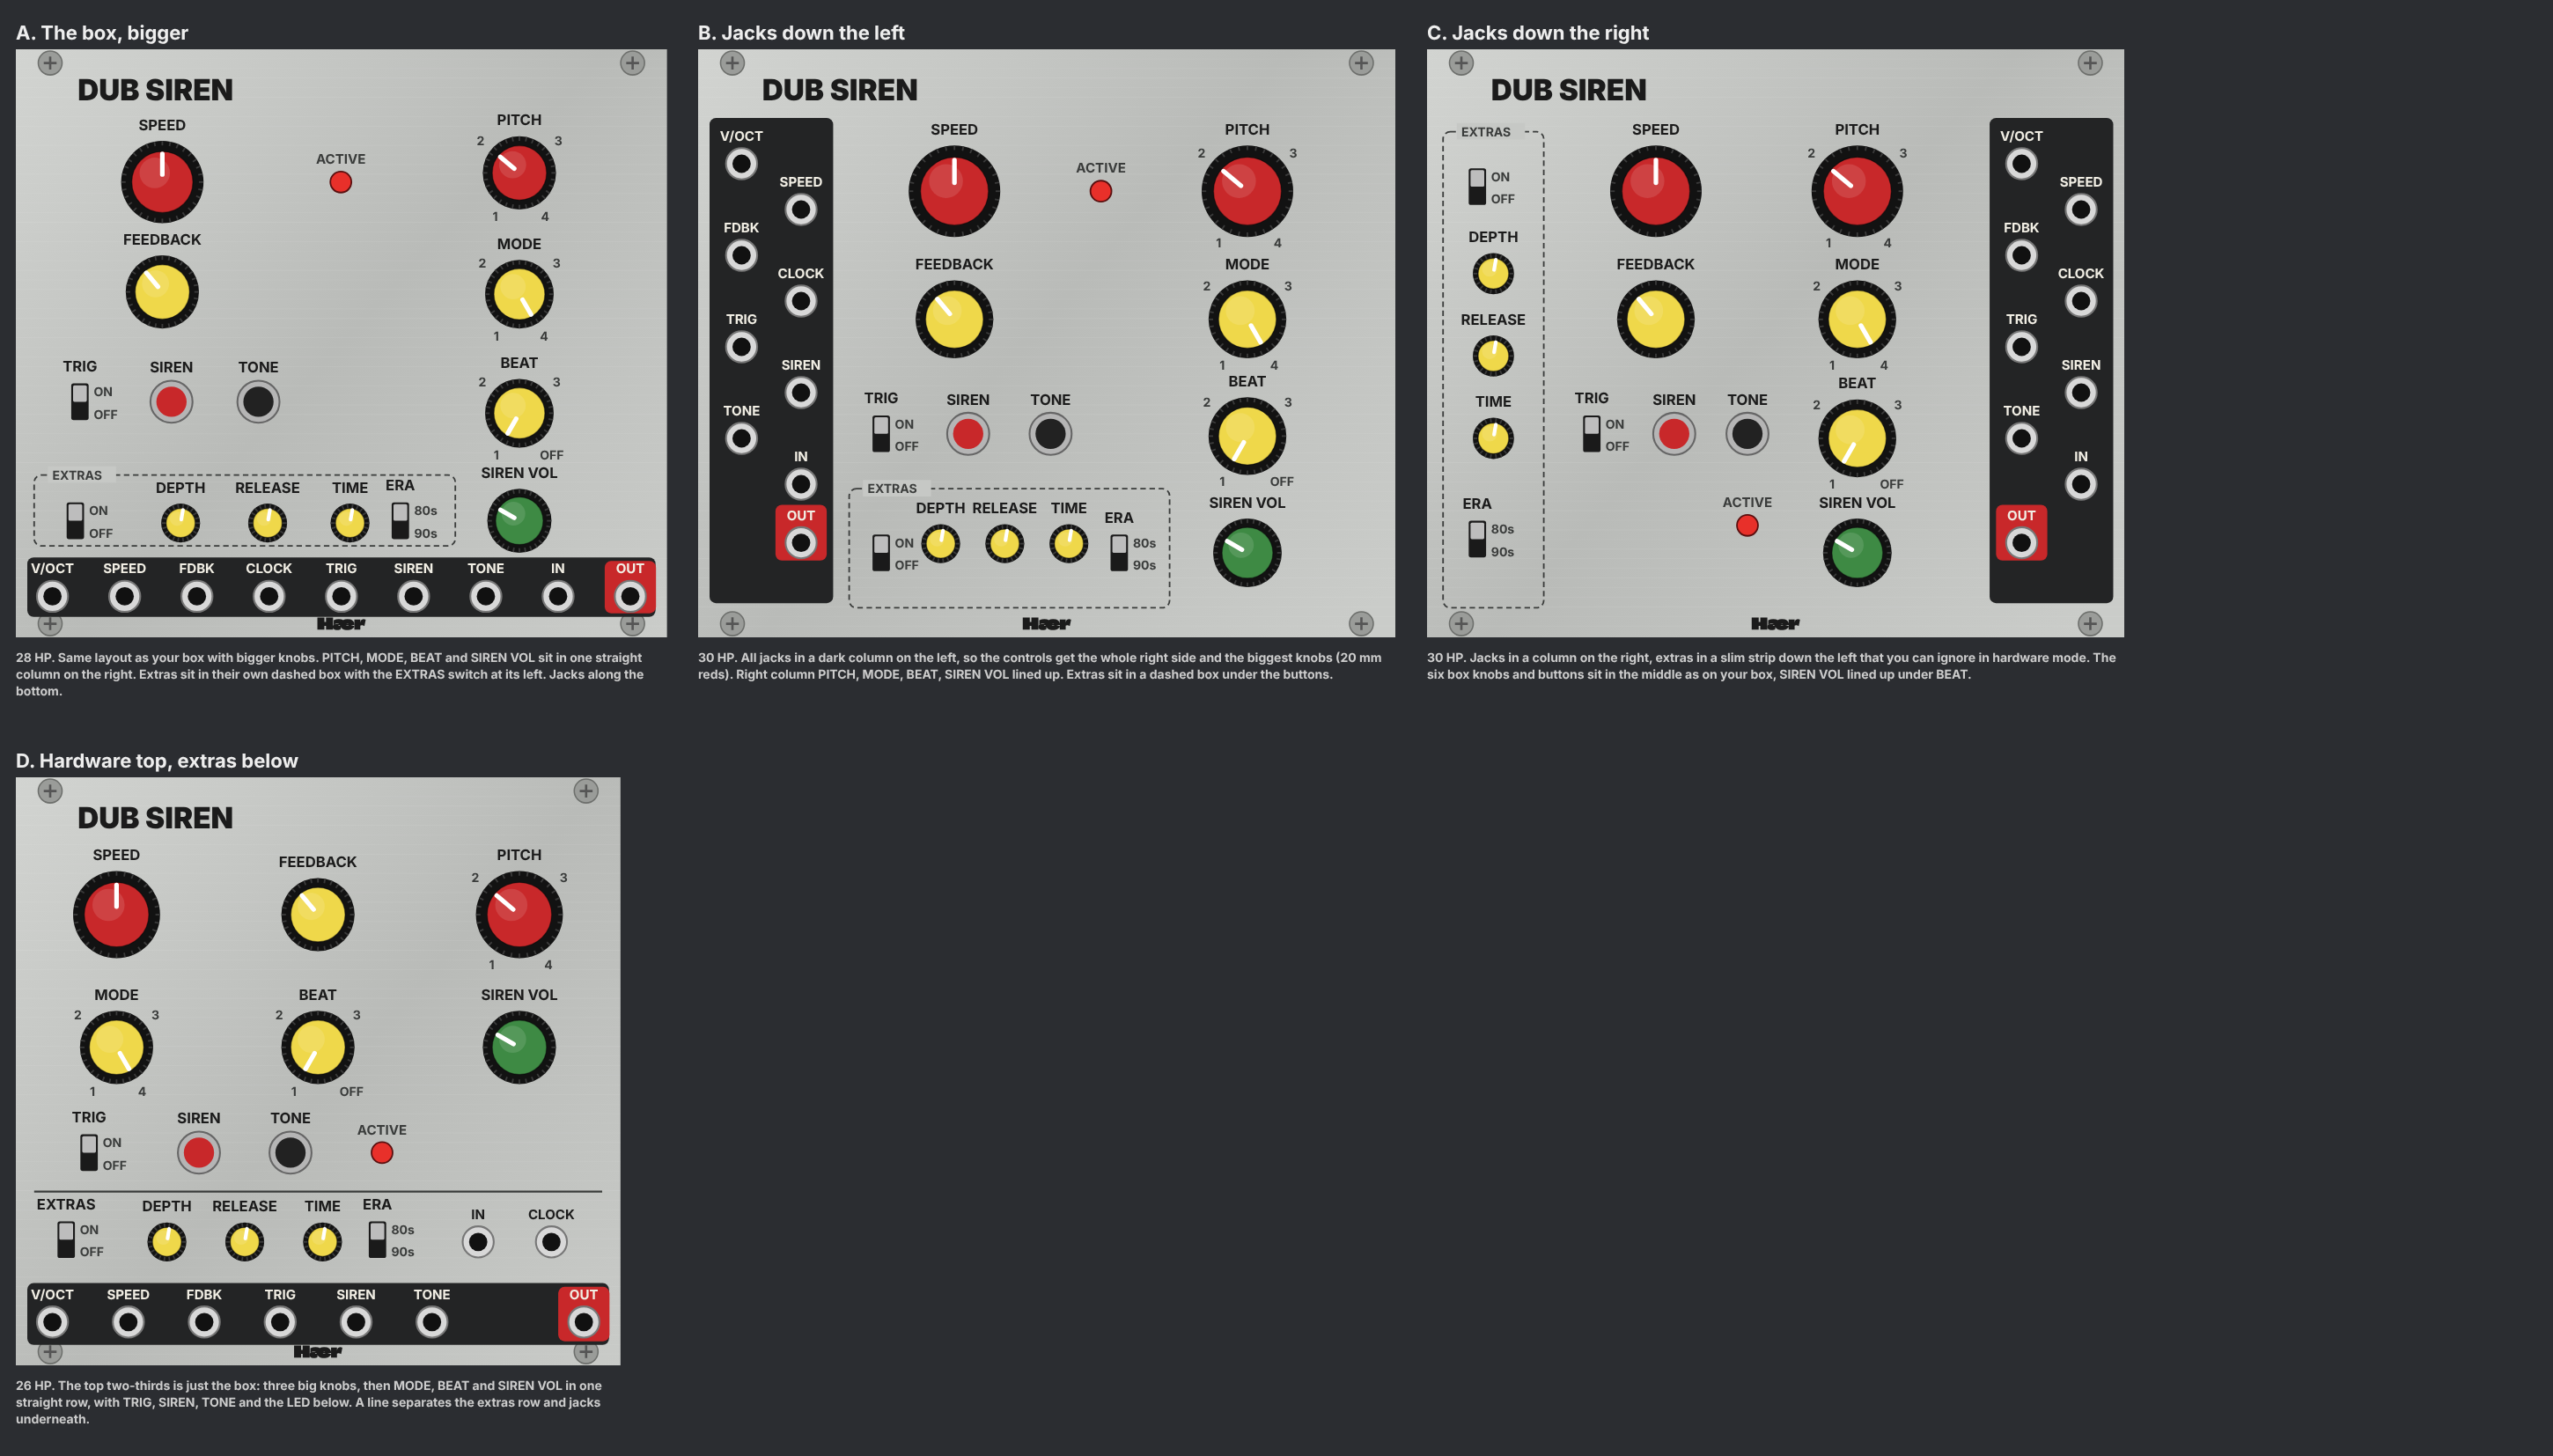 A. The box, bigger
DUB SIREN
SPEED
PITCH
2 3
ACTIVE
1 4
FEEDBACK
MODE
2 3
1 4
TRIG SIREN TONE
ON
OFF
BEAT
2 3
1 OFF
EXTRAS
ON
OFF
DEPTH RELEASE TIME ERA
80s
90s
SIREN VOL
V/OCT SPEED FDBK CLOCK TRIG SIREN TONE IN OUT
Hær
28 HP. Same layout as your box with bigger knobs. PITCH, MODE, BEAT and SIREN VOL sit in one straight
column on the right. Extras sit in their own dashed box with the EXTRAS switch at its left. Jacks along the
bottom.
B. Jacks down the left
DUB SIREN
V/OCT
SPEED
FDBK
CLOCK
TRIG
SIREN
TONE
IN
OUT
SPEED
ACTIVE
PITCH
2 3
1 4
FEEDBACK
MODE
2 3
1 4
TRIG SIREN TONE
ON
OFF
BEAT
2 3
1 OFF
EXTRAS
DEPTH RELEASE TIME ERA
ON
OFF
80s
90s
SIREN VOL
Hær
30 HP. All jacks in a dark column on the left, so the controls get the whole right side and the biggest knobs (20 mm
reds). Right column PITCH, MODE, BEAT, SIREN VOL lined up. Extras sit in a dashed box under the buttons.
C. Jacks down the right
DUB SIREN
EXTRAS
ON
OFF
DEPTH
RELEASE
TIME
ERA
80s
90s
SPEED
PITCH
2 3
1 4
FEEDBACK
MODE
2 3
1 4
TRIG SIREN TONE
ON
OFF
BEAT
2 3
1 OFF
ACTIVE
SIREN VOL
V/OCT
SPEED
FDBK
CLOCK
TRIG
SIREN
TONE
IN
OUT
Hær
30 HP. Jacks in a column on the right, extras in a slim strip down the left that you can ignore in hardware mode. The
six box knobs and buttons sit in the middle as on your box, SIREN VOL lined up under BEAT.
D. Hardware top, extras below
DUB SIREN
SPEED FEEDBACK PITCH
2 3
1 4
MODE BEAT SIREN VOL
2 3 2 3
1 4 1 OFF
TRIG SIREN TONE ACTIVE
ON
OFF
EXTRAS DEPTH RELEASE TIME ERA IN CLOCK
ON
OFF
80s
90s
V/OCT SPEED FDBK TRIG SIREN TONE OUT
Hær
26 HP. The top two-thirds is just the box: three big knobs, then MODE, BEAT and SIREN VOL in one
straight row, with TRIG, SIREN, TONE and the LED below. A line separates the extras row and jacks
underneath.